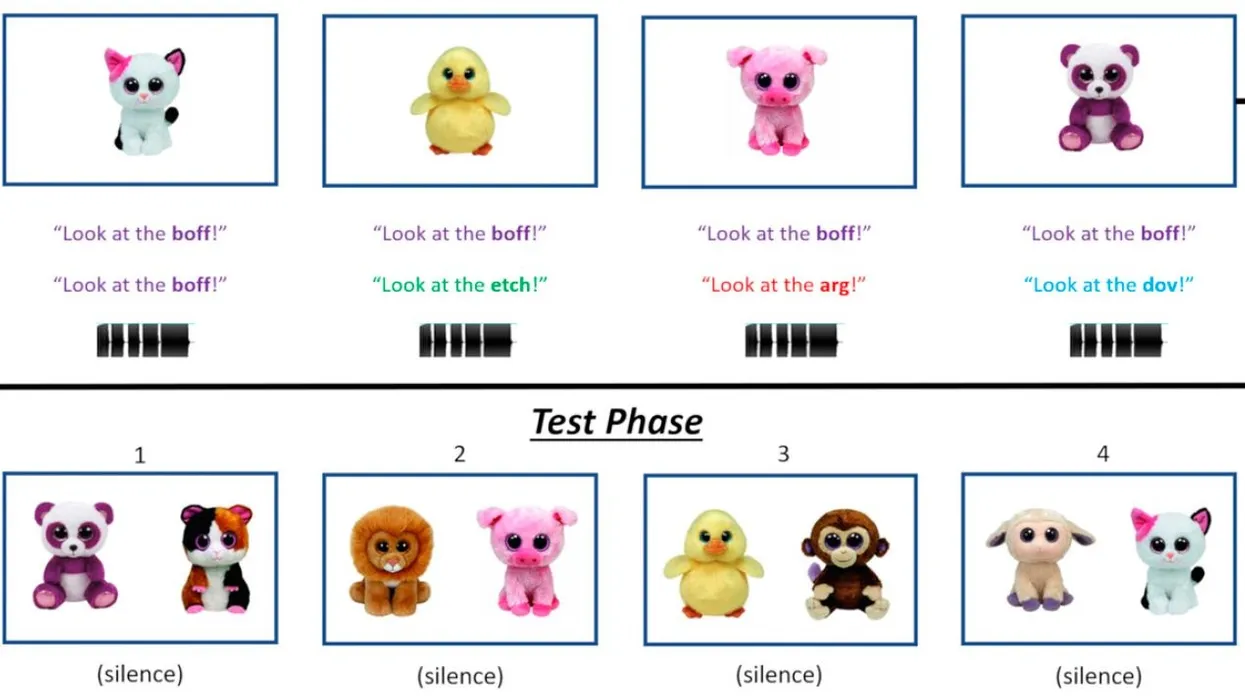 “Look at the boff!” “Look at the boff!” “Look at the boff!” “Look at the boff!”
“Look at the boff!” “Look at the etch!” “Look at the arg!” “Look at the dov!”
Test Phase
1 2 3 4
(silence) (silence) (silence) (silence)